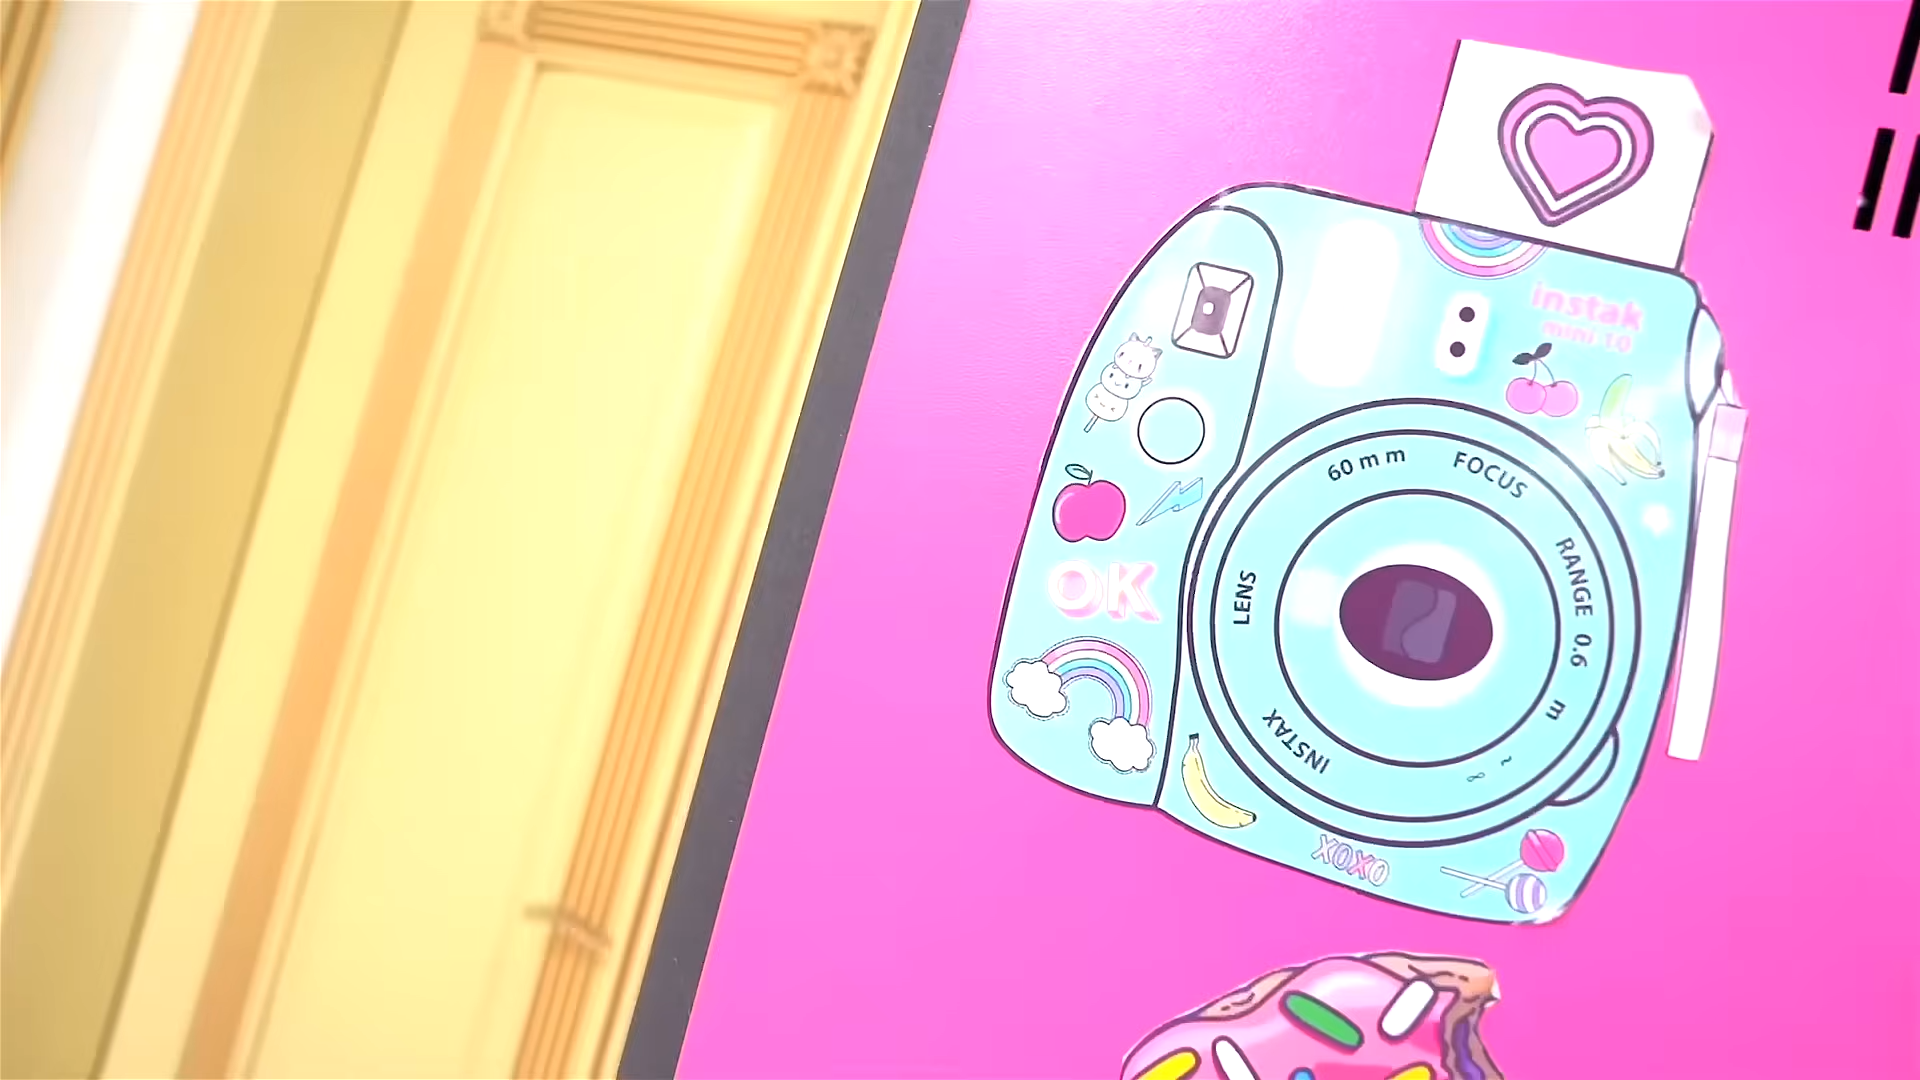 instak
mini 10
60mm FOCUS RANGE 0.6 m ~ ∞
LENS
INSTAX
OK
XOXO